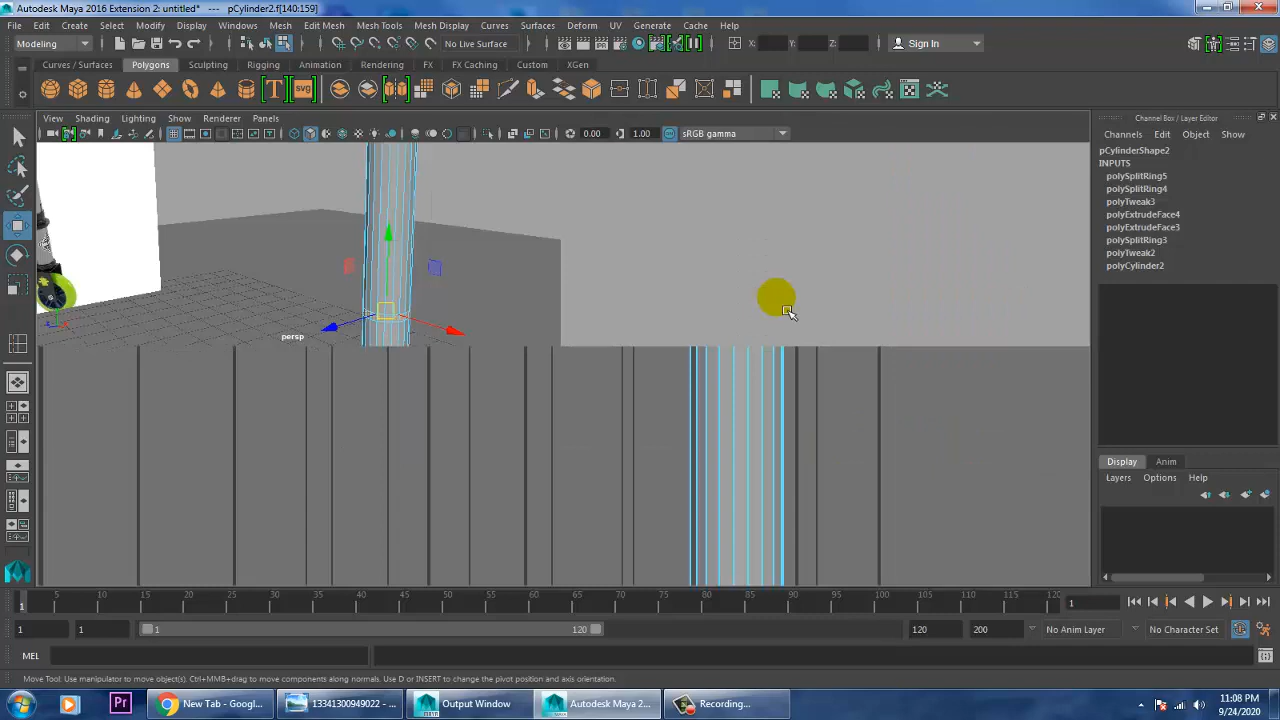 Autodesk Maya 2016 Extension 2: untitled*   ---   pCylinder2.f[140:159]
File Edit Create Select Modify Display Windows Mesh Edit Mesh Mesh Tools Mesh Display Curves Surfaces Deform UV Generate Cache Help
Modeling No Live Surface X: Y: Z: Sign In
Curves / Surfaces Polygons Sculpting Rigging Animation Rendering FX FX Caching Custom XGen
T SVG
View Shading Lighting Show Renderer Panels
0.00 1.00 sRGB gamma
Channel Box / Layer Editor
Channels Edit Object Show
pCylinderShape2
INPUTS
polySplitRing5
polySplitRing4
polyTweak3
polyExtrudeFace4
polyExtrudeFace3
polySplitRing3
polyTweak2
polyCylinder2
persp
Display Anim
Layers Options Help
1 5 10 15 20 25 30 35 40 45 50 55 60 65 70 75 80 85 90 95 100 105 110 115 120
1
1 1 1 120 120 200 No Anim Layer No Character Set
MEL
Move Tool: Use manipulator to move object(s). Ctrl+MMB+drag to move components along normals. Use D or INSERT to change the pivot position and axis orientation.
Pr New Tab - Googl... 13341300949022 - ... Output Window Autodesk Maya 2... Recording...
11:08 PM
9/24/2020